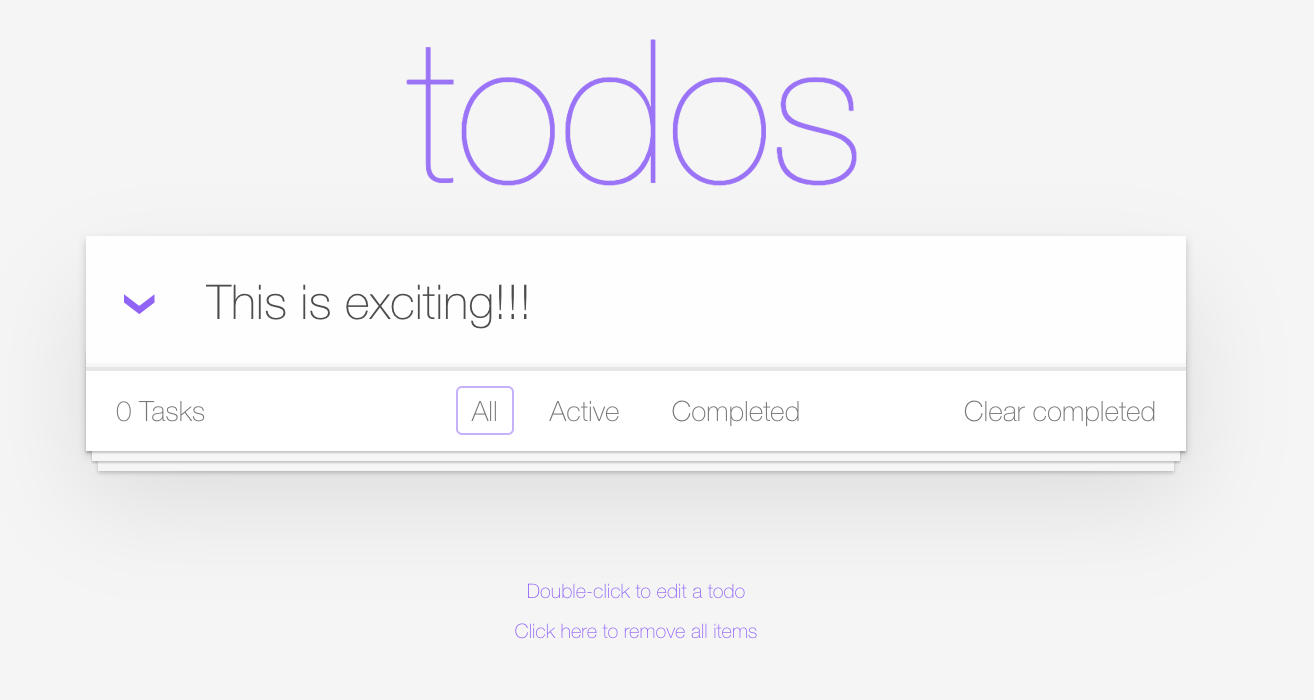 todos
This is exciting!!!
0 Tasks All Active Completed Clear completed
Double-click to edit a todo
Click here to remove all items